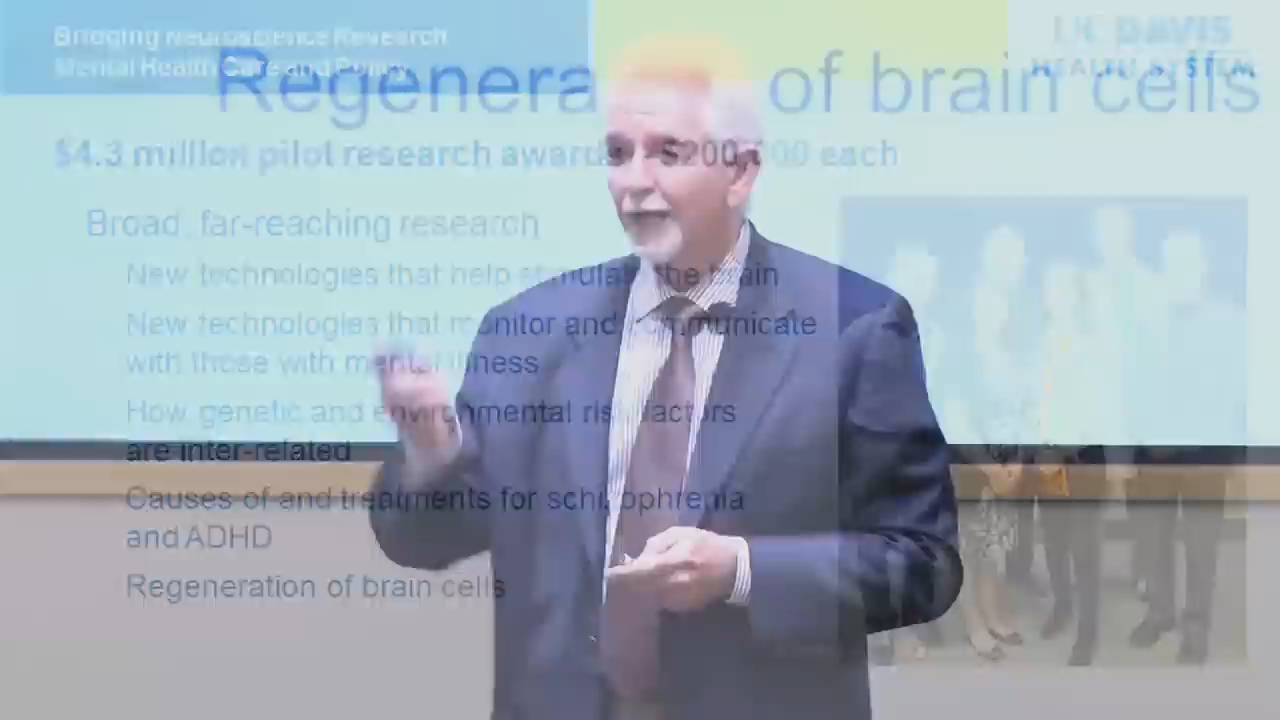 Bridging Neuroscience Research
Mental Health Care and Policy
UC DAVIS
HEALTH SYSTEM
Regenera of brain cells
$4.3 million pilot research awards each
Broad, far-reaching research
New technologies that help stimulate the brain
New technologies that monitor and communicate
with those with mental illness
How genetic and environmental risk factors
are inter-related
Causes of and treatments for schizophrenia
and ADHD
Regeneration of brain cells